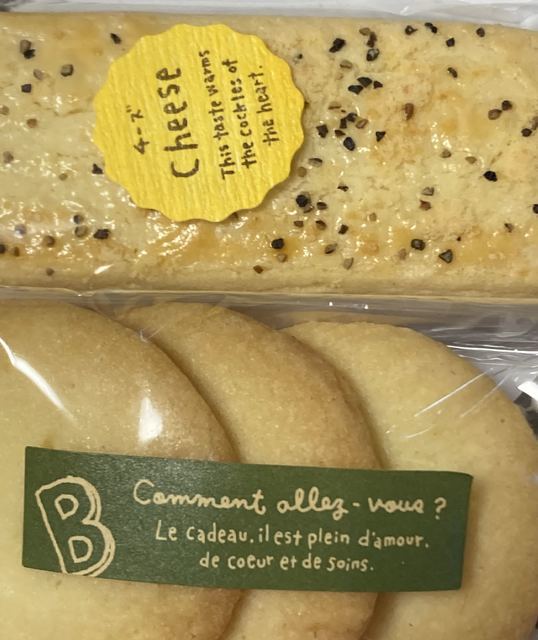 チーズ
Cheese
This taste warms
the cockles of
the heart.
B
Comment allez-vous?
Le cadeau, il est plein d'amour.
de coeur et de soins.